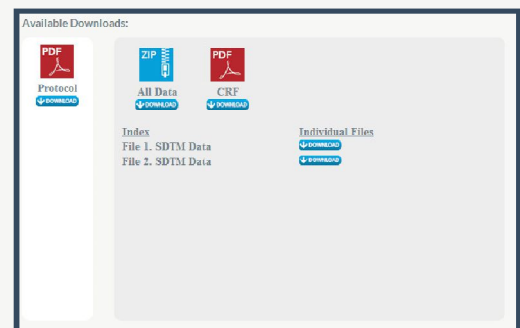 Available Downloads:
PDF
Protocol
DOWNLOAD
ZIP
All Data
DOWNLOAD
PDF
CRF
DOWNLOAD
Index
Individual Files
File 1. SDTM Data
DOWNLOAD
File 2. SDTM Data
DOWNLOAD